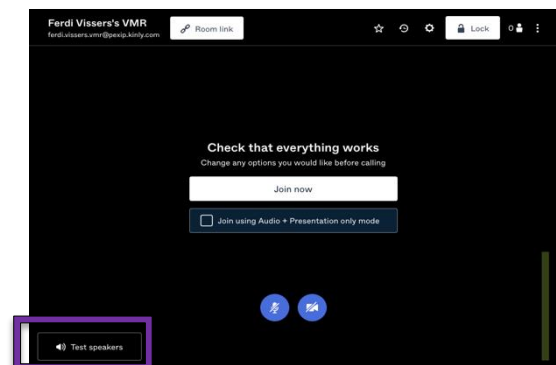 Ferdi Vissers's VMR
ferdi.vissers.vmr@pexip.kinly.com
Room link
Lock
0
Check that everything works
Change any options you would like before calling
Join now
Join using Audio + Presentation only mode
Test speakers